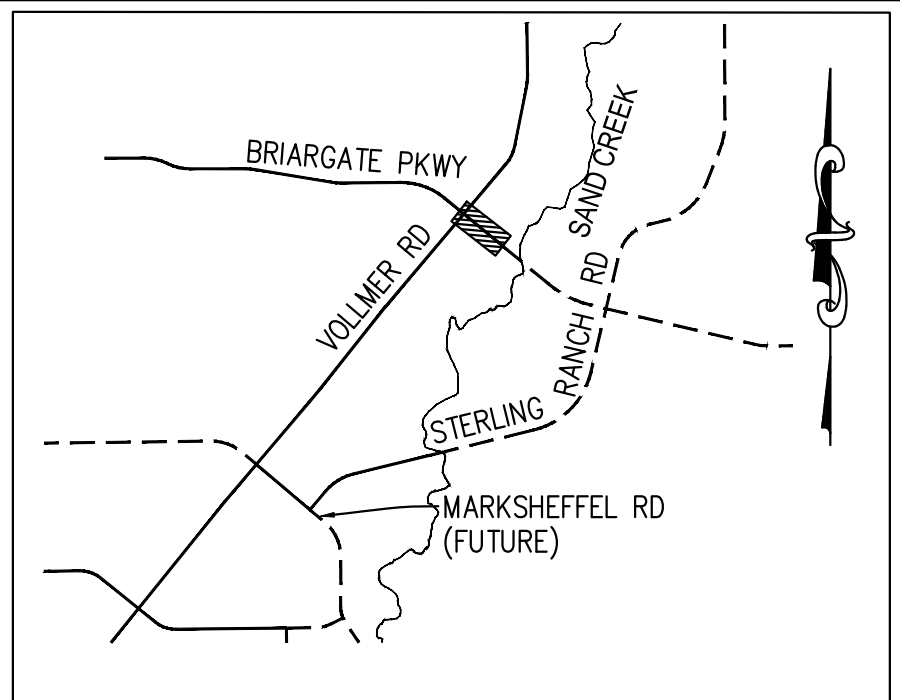 BRIARGATE PKWY
SAND CREEK
VOLLMER RD
STERLING RANCH RD
MARKSHEFFEL RD
(FUTURE)